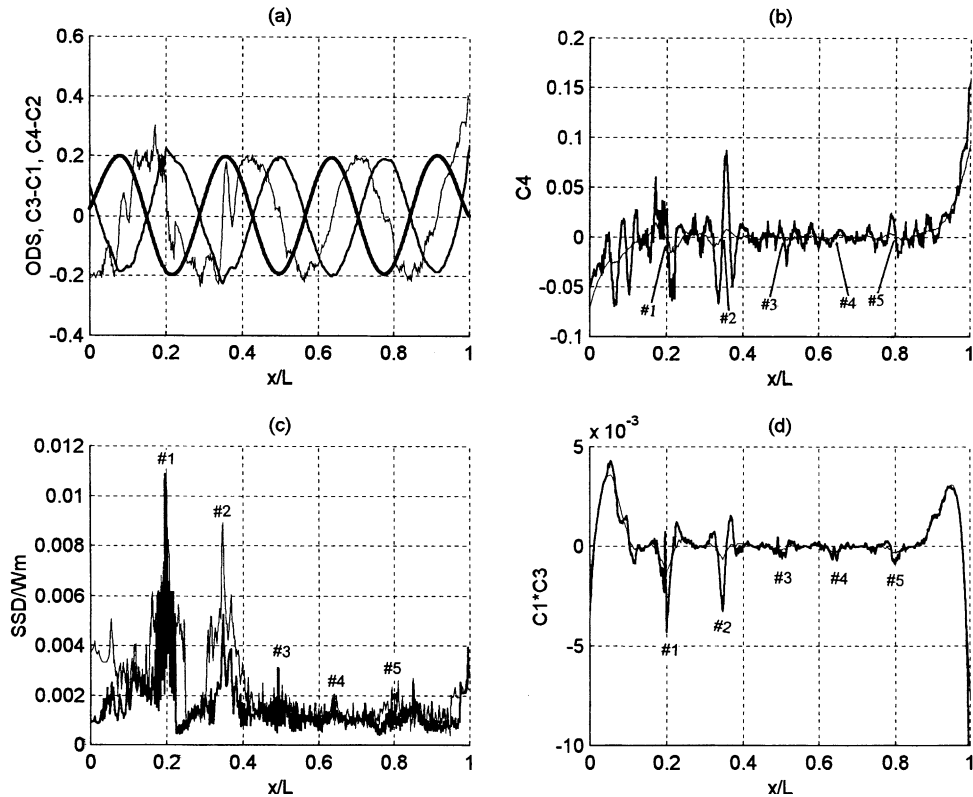 (a)
ODS, C3-C1, C4-C2
0.6
0.4
0.2
0
-0.2
-0.4
0 0.2 0.4 0.6 0.8 1
x/L
(b)
C4
0.2
0.15
0.1
0.05
0
-0.05
-0.1
#1 #2 #3 #4 #5
0 0.2 0.4 0.6 0.8 1
x/L
(c)
SSD/Wm
0.012
0.01
0.008
0.006
0.004
0.002
0
#1
#2
#3
#4
#5
0 0.2 0.4 0.6 0.8 1
x/L
(d)
x 10⁻³
C1*C3
5
0
-5
-10
#1
#2
#3
#4
#5
0 0.2 0.4 0.6 0.8 1
x/L